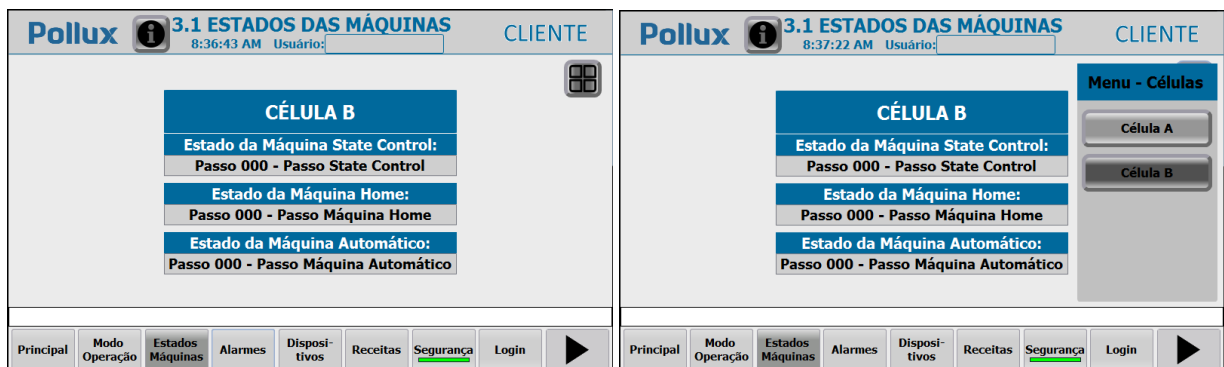 Pollux
3.1 ESTADOS DAS MÁQUINAS
8:36:43 AM Usuário:
CLIENTE
CÉLULA B
Estado da Máquina State Control:
Passo 000 - Passo State Control
Estado da Máquina Home:
Passo 000 - Passo Máquina Home
Estado da Máquina Automático:
Passo 000 - Passo Máquina Automático
Principal
Modo
Operação
Estados
Máquinas
Alarmes
Disposi-
tivos
Receitas
Segurança
Login
Pollux
3.1 ESTADOS DAS MÁQUINAS
8:37:22 AM Usuário:
CLIENTE
Menu - Células
Célula A
Célula B
CÉLULA B
Estado da Máquina State Control:
Passo 000 - Passo State Control
Estado da Máquina Home:
Passo 000 - Passo Máquina Home
Estado da Máquina Automático:
Passo 000 - Passo Máquina Automático
Principal
Modo
Operação
Estados
Máquinas
Alarmes
Disposi-
tivos
Receitas
Segurança
Login